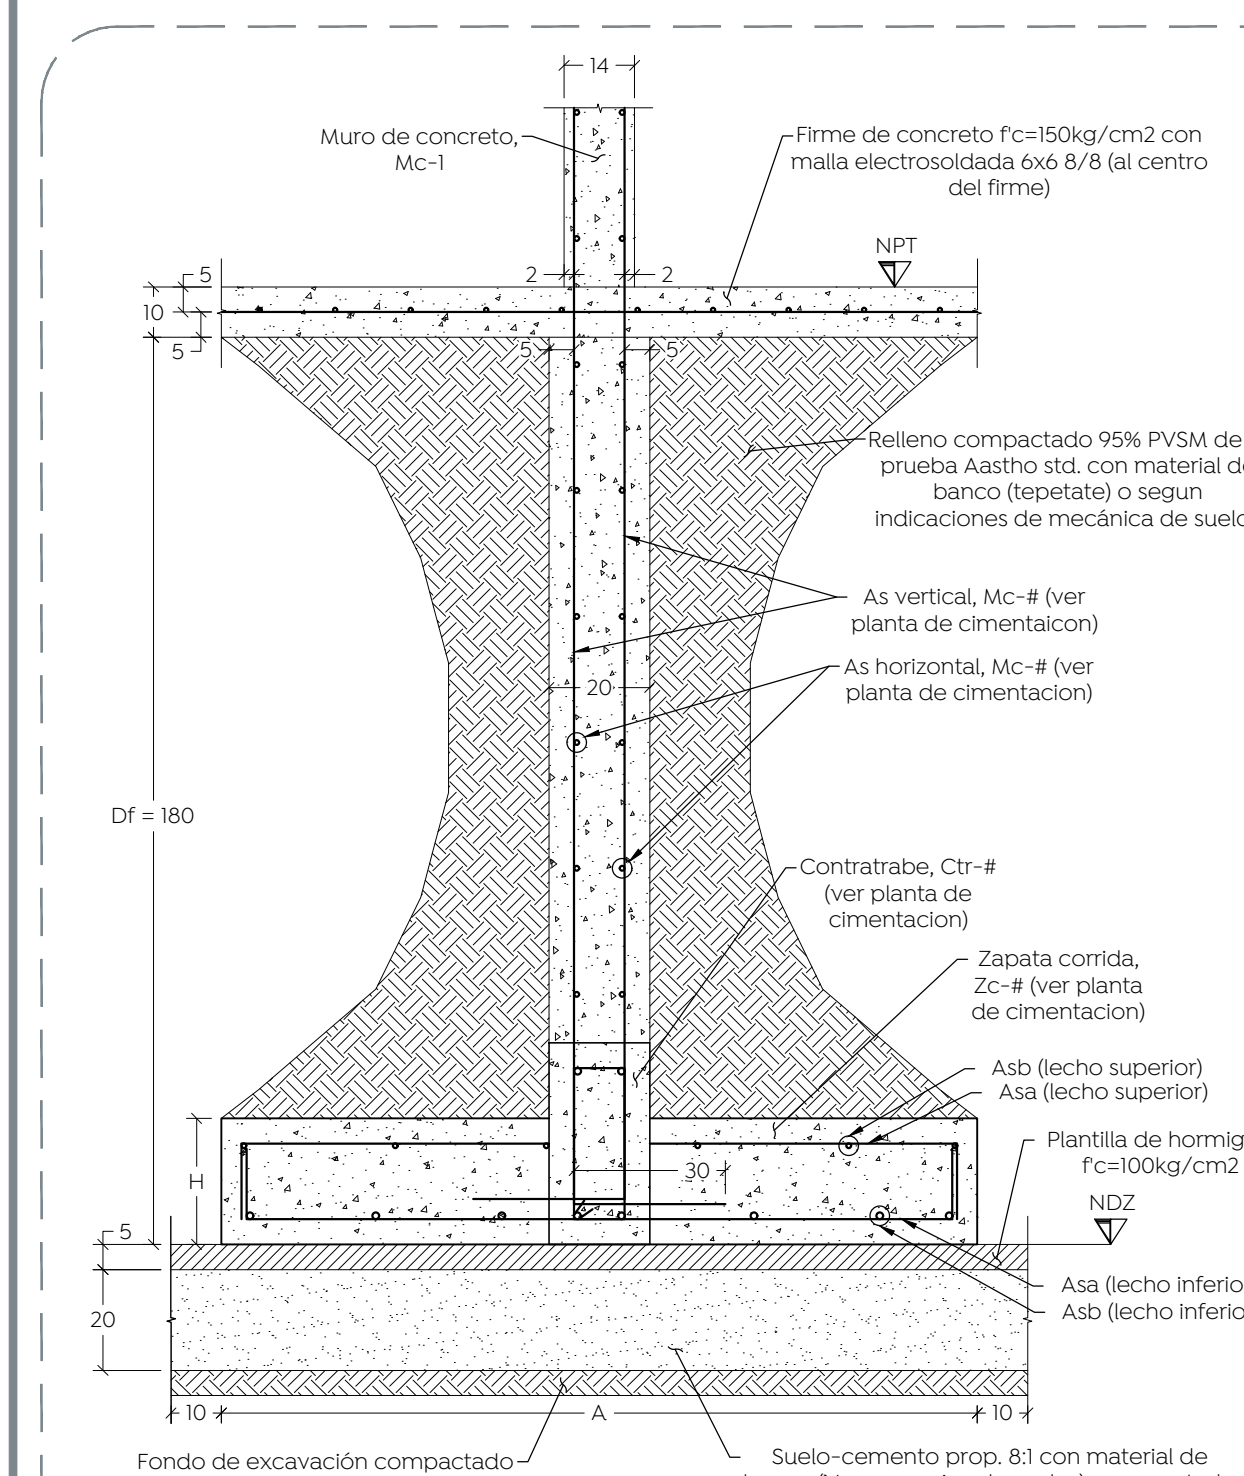 14
Muro de concreto,
Mc-1
Firme de concreto f'c=150kg/cm2 con
malla electrosoldada 6x6 8/8 (al centro
del firme)
NPT
5
2
2
10
5
5
5
Relleno compactado 95% PVSM de
prueba Aastho std. con material de
banco (tepetate) o segun
indicaciones de mecánica de suelo
As vertical, Mc-# (ver
planta de cimentaicon)
As horizontal, Mc-# (ver
planta de cimentacion)
20
Df = 180
Contratrabe, Ctr-#
(ver planta de
cimentacion)
Zapata corrida,
Zc-# (ver planta
de cimentacion)
Asb (lecho superior)
Asa (lecho superior)
Plantilla de hormig
f'c=100kg/cm2
H
30
NDZ
5
Asa (lecho inferio
Asb (lecho inferio
20
10
A
10
Fondo de excavación compactado
Suelo-cemento prop. 8:1 con material de